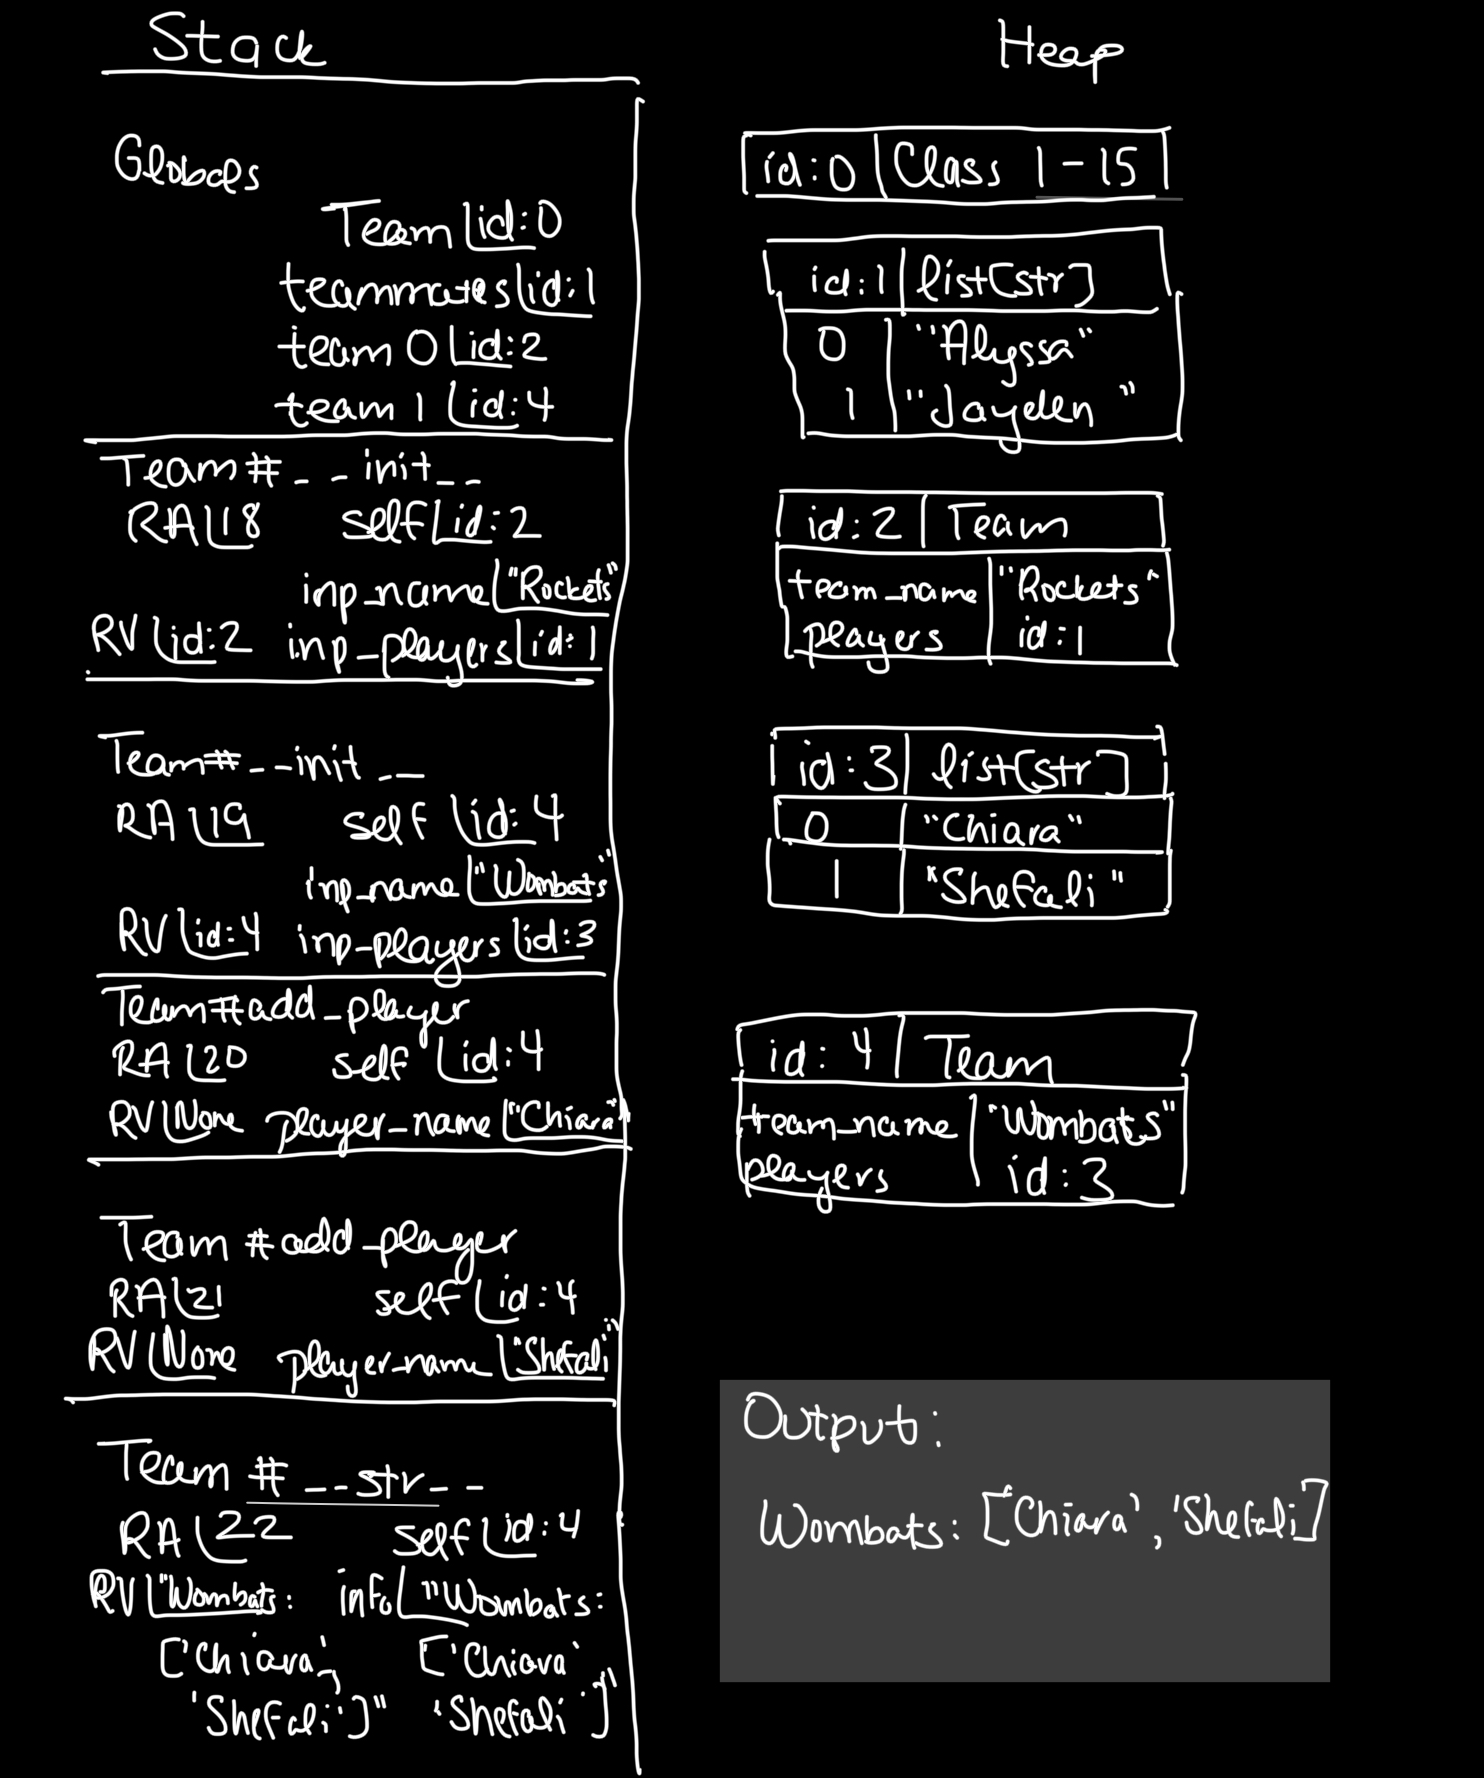 Stack
Globals
Team id:0
teammates id:1
team 0 id:2
team 1 id:4
Team#__init__
RA 18 self id:2
inp_name "Rockets"
RV id:2 inp_players id:1
Team#__init__
RA 19 self id:4
inp_name "Wombats"
RV id:4 inp_players id:3
Team#add_player
RA 20 self id:4
RV None player_name "Chiara"
Team #add_player
RA 21 self id:4
RV None player_name "Shefali"
Team #__str__
RA 22 self id:4
RV "Wombats: info "Wombats:
['Chiara', ['Chiara'
'Shefali']" 'Shefali']"
Heap
id:0 Class 1-15
id:1 list[str]
0 "Alyssa"
1 "Jayden"
id:2 Team
team_name "Rockets"
players id:1
id:3 list[str]
0 "Chiara"
1 "Shefali"
id:4 Team
team_name "Wombats"
players id:3
Output:
Wombats: ['Chiara', 'Shefali]